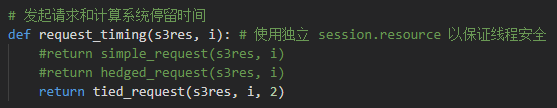 # 发起请求和计算系统停留时间
def request_timing(s3res, i): # 使用独立 session.resource 以保证线程安全
    #return simple_request(s3res, i)
    #return hedged_request(s3res, i)
    return tied_request(s3res, i, 2)